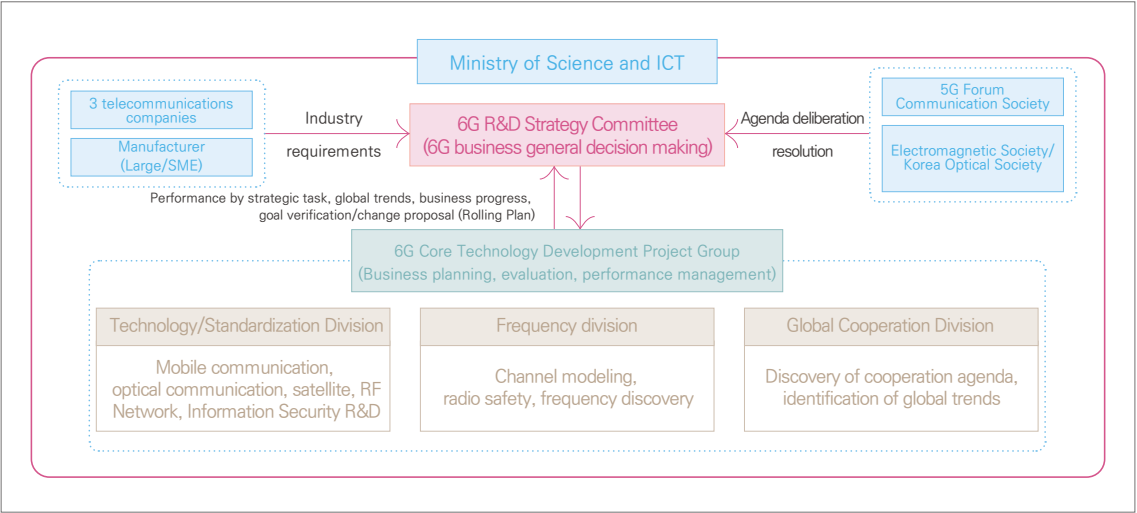 Ministry of Science and ICT
3 telecommunications
companies
Manufacturer
(Large/SME)
Industry
requirements
6G R&D Strategy Committee
(6G business general decision making)
Agenda deliberation
resolution
5G Forum
Communication Society
Electromagnetic Society/
Korea Optical Society
Performance by strategic task, global trends, business progress,
goal verification/change proposal (Rolling Plan)
6G Core Technology Development Project Group
(Business planning, evaluation, performance management)
Technology/Standardization Division
Mobile communication,
optical communication, satellite, RF
Network, Information Security R&D
Frequency division
Channel modeling,
radio safety, frequency discovery
Global Cooperation Division
Discovery of cooperation agenda,
identification of global trends